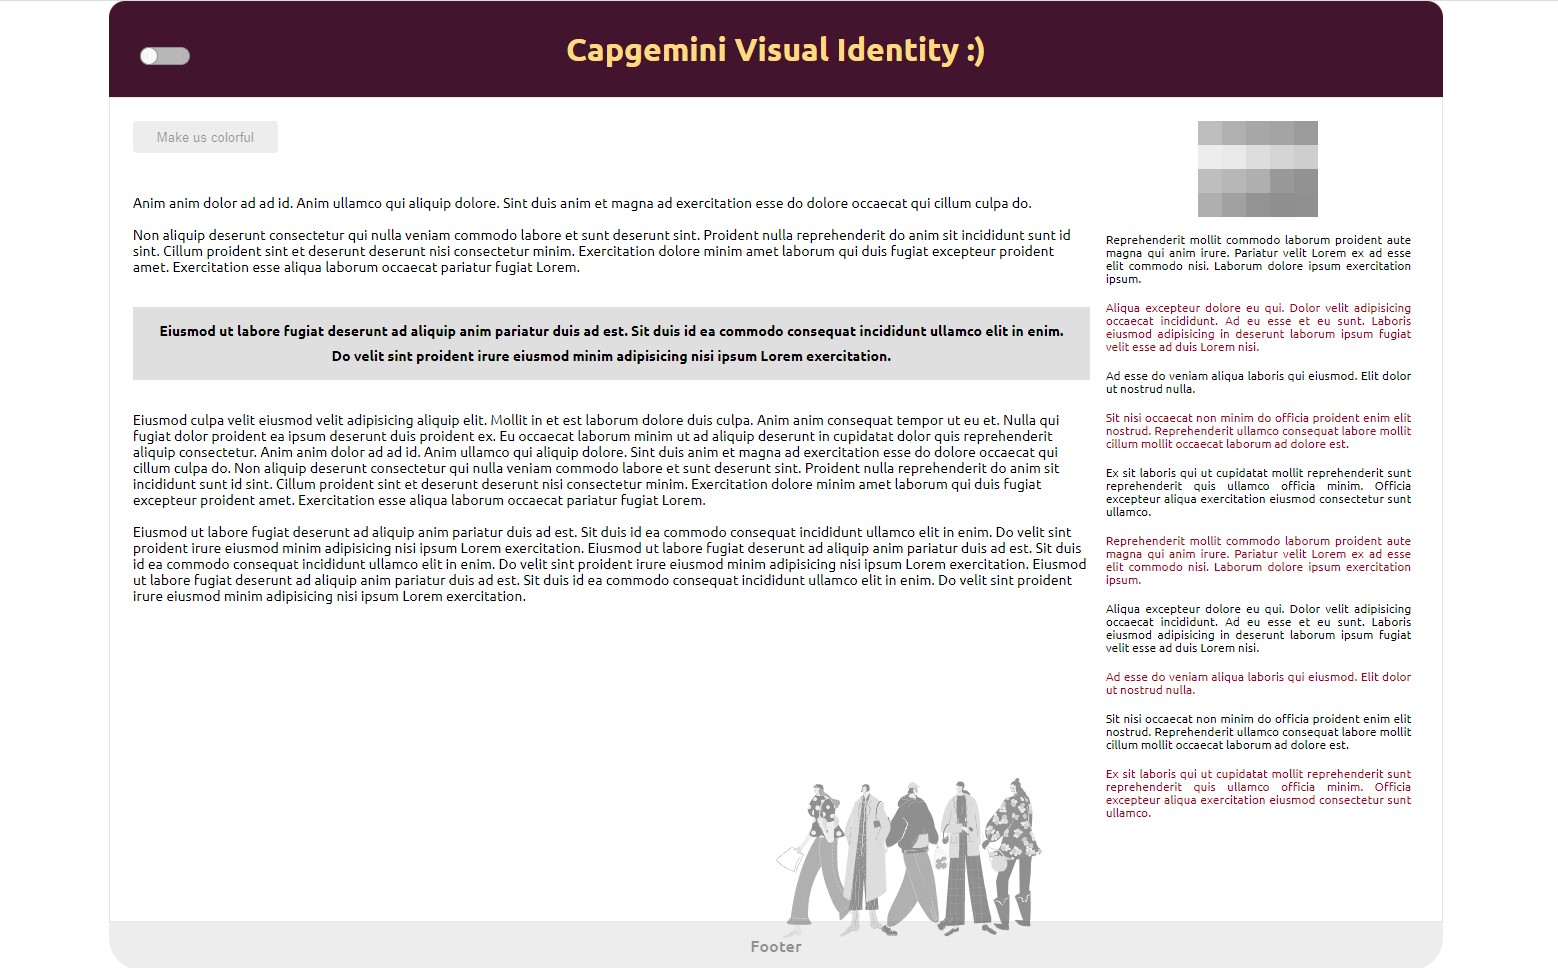 Capgemini Visual Identity :)
Make us colorful
Anim anim dolor ad ad id. Anim ullamco qui aliquip dolore. Sint duis anim et magna ad exercitation esse do dolore occaecat qui cillum culpa do.
Non aliquip deserunt consectetur qui nulla veniam commodo labore et sunt deserunt sint. Proident nulla reprehenderit do anim sit incididunt sunt id
sint. Cillum proident sint et deserunt deserunt nisi consectetur minim. Exercitation dolore minim amet laborum qui duis fugiat excepteur proident
amet. Exercitation esse aliqua laborum occaecat pariatur fugiat Lorem.
Eiusmod ut labore fugiat deserunt ad aliquip anim pariatur duis ad est. Sit duis id ea commodo consequat incididunt ullamco elit in enim.
Do velit sint proident irure eiusmod minim adipisicing nisi ipsum Lorem exercitation.
Eiusmod culpa velit eiusmod velit adipisicing aliquip elit. Mollit in et est laborum dolore duis culpa. Anim anim consequat tempor ut eu et. Nulla qui
fugiat dolor proident ea ipsum deserunt duis proident ex. Eu occaecat laborum minim ut ad aliquip deserunt in cupidatat dolor quis reprehenderit
aliquip consectetur. Anim anim dolor ad ad id. Anim ullamco qui aliquip dolore. Sint duis anim et magna ad exercitation esse do dolore occaecat qui
cillum culpa do. Non aliquip deserunt consectetur qui nulla veniam commodo labore et sunt deserunt sint. Proident nulla reprehenderit do anim sit
incididunt sunt id sint. Cillum proident sint et deserunt deserunt nisi consectetur minim. Exercitation dolore minim amet laborum qui duis fugiat
excepteur proident amet. Exercitation esse aliqua laborum occaecat pariatur fugiat Lorem.
Eiusmod ut labore fugiat deserunt ad aliquip anim pariatur duis ad est. Sit duis id ea commodo consequat incididunt ullamco elit in enim. Do velit sint
proident irure eiusmod minim adipisicing nisi ipsum Lorem exercitation. Eiusmod ut labore fugiat deserunt ad aliquip anim pariatur duis ad est. Sit duis
id ea commodo consequat incididunt ullamco elit in enim. Do velit sint proident irure eiusmod minim adipisicing nisi ipsum Lorem exercitation. Eiusmod
ut labore fugiat deserunt ad aliquip anim pariatur duis ad est. Sit duis id ea commodo consequat incididunt ullamco elit in enim. Do velit sint proident
irure eiusmod minim adipisicing nisi ipsum Lorem exercitation.
Reprehenderit mollit commodo laborum proident aute
magna qui anim irure. Pariatur velit Lorem ex ad esse
elit commodo nisi. Laborum dolore ipsum exercitation
ipsum.
Aliqua excepteur dolore eu qui. Dolor velit adipisicing
occaecat incididunt. Ad eu esse et eu sunt. Laboris
eiusmod adipisicing in deserunt laborum ipsum fugiat
velit esse ad duis Lorem nisi.
Ad esse do veniam aliqua laboris qui eiusmod. Elit dolor
ut nostrud nulla.
Sit nisi occaecat non minim do officia proident enim elit
nostrud. Reprehenderit ullamco consequat labore mollit
cillum mollit occaecat laborum ad dolore est.
Ex sit laboris qui ut cupidatat mollit reprehenderit sunt
reprehenderit quis ullamco officia minim. Officia
excepteur aliqua exercitation eiusmod consectetur sunt
ullamco.
Reprehenderit mollit commodo laborum proident aute
magna qui anim irure. Pariatur velit Lorem ex ad esse
elit commodo nisi. Laborum dolore ipsum exercitation
ipsum.
Aliqua excepteur dolore eu qui. Dolor velit adipisicing
occaecat incididunt. Ad eu esse et eu sunt. Laboris
eiusmod adipisicing in deserunt laborum ipsum fugiat
velit esse ad duis Lorem nisi.
Ad esse do veniam aliqua laboris qui eiusmod. Elit dolor
ut nostrud nulla.
Sit nisi occaecat non minim do officia proident enim elit
nostrud. Reprehenderit ullamco consequat labore mollit
cillum mollit occaecat laborum ad dolore est.
Ex sit laboris qui ut cupidatat mollit reprehenderit sunt
reprehenderit quis ullamco officia minim. Officia
excepteur aliqua exercitation eiusmod consectetur sunt
ullamco.
Footer